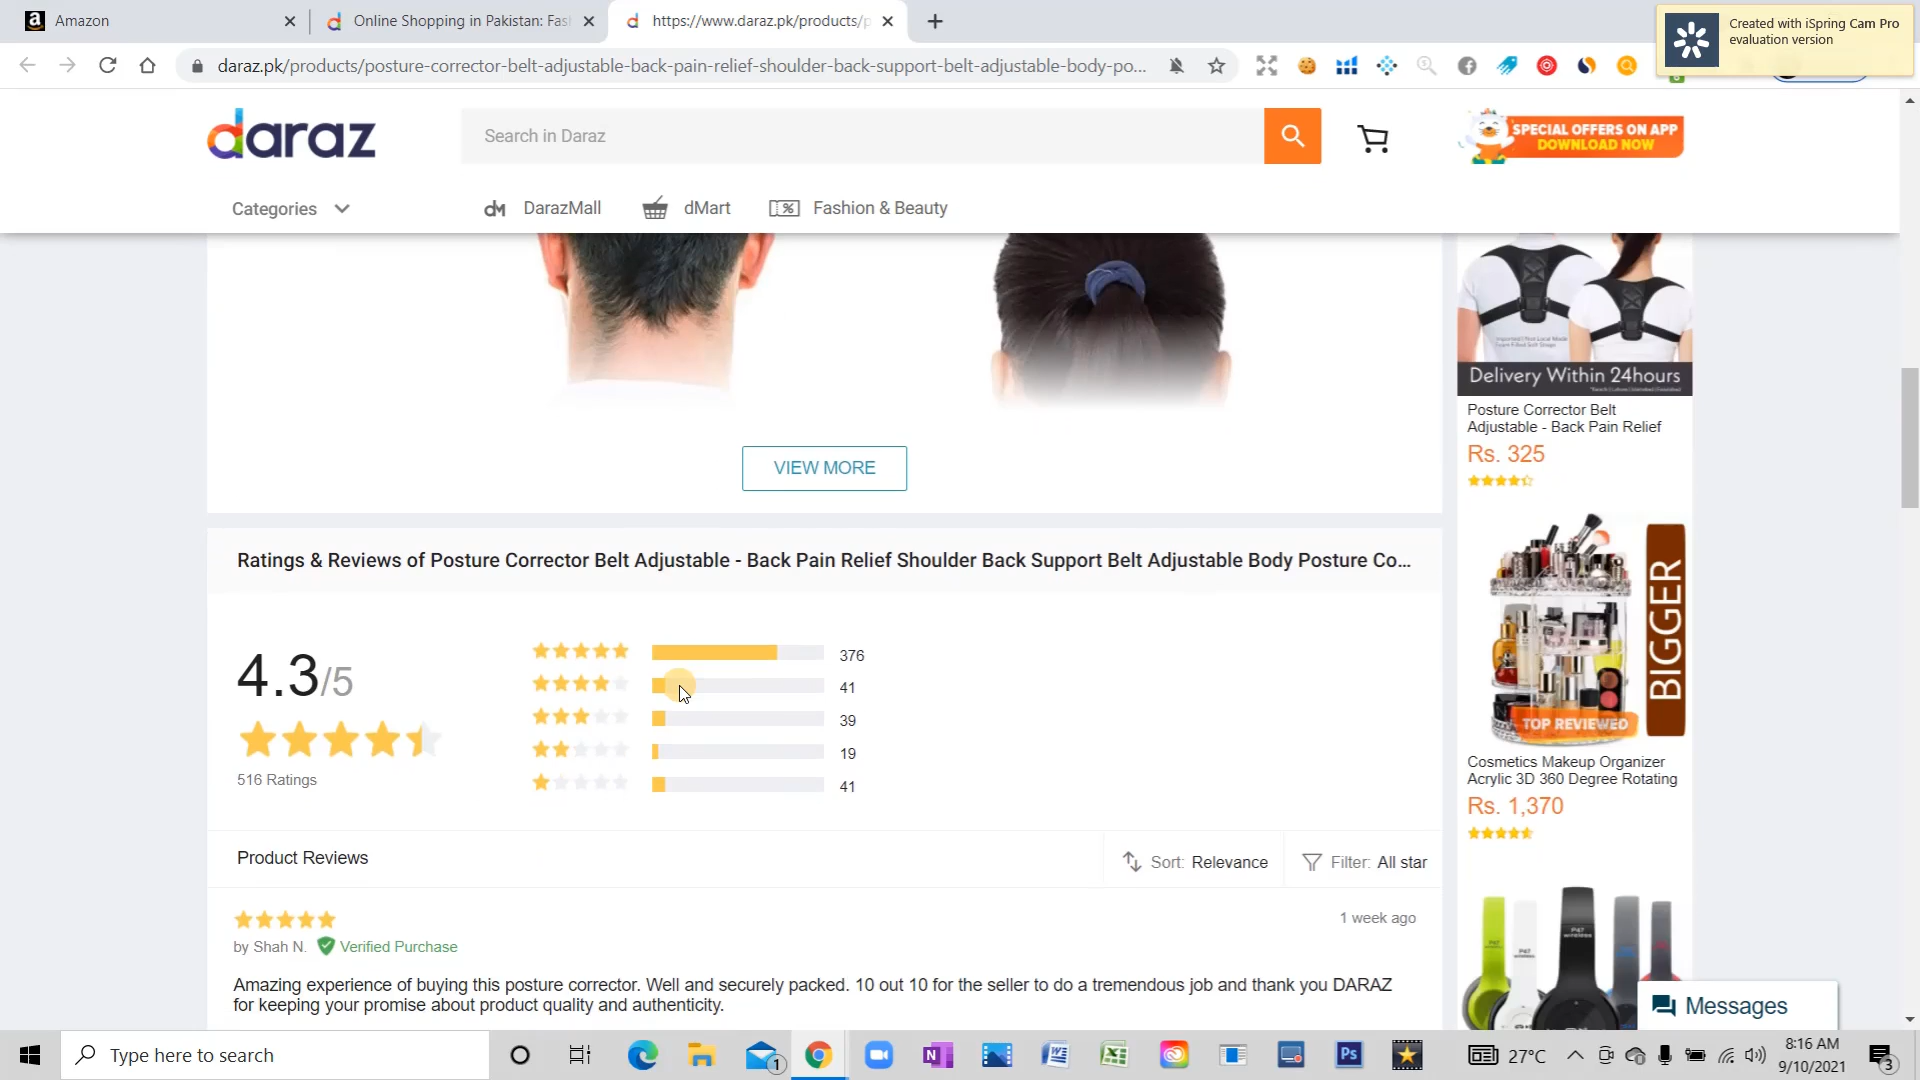 Amazon
Online Shopping in Pakistan: Fas
https://www.daraz.pk/products/p
Created with iSpring Cam Pro
evaluation version
daraz.pk/products/posture-corrector-belt-adjustable-back-pain-relief-shoulder-back-support-belt-adjustable-body-po...
daraz
Search in Daraz
SPECIAL OFFERS ON APP
DOWNLOAD NOW
Categories
DarazMall
dMart
Fashion & Beauty
Delivery Within 24hours
Posture Corrector Belt
Adjustable - Back Pain Relief
Rs. 325
VIEW MORE
Ratings & Reviews of Posture Corrector Belt Adjustable - Back Pain Relief Shoulder Back Support Belt Adjustable Body Posture Co...
4.3/5
516 Ratings
376
41
39
19
41
BIGGER
TOP REVIEWED
Cosmetics Makeup Organizer
Acrylic 3D 360 Degree Rotating
Rs. 1,370
Product Reviews
Sort: Relevance
Filter: All star
1 week ago
by Shah N.
Verified Purchase
Amazing experience of buying this posture corrector. Well and securely packed. 10 out 10 for the seller to do a tremendous job and thank you DARAZ
for keeping your promise about product quality and authenticity.
P47
P47
Messages
Type here to search
1
27°C
8:16 AM
9/10/2021
3